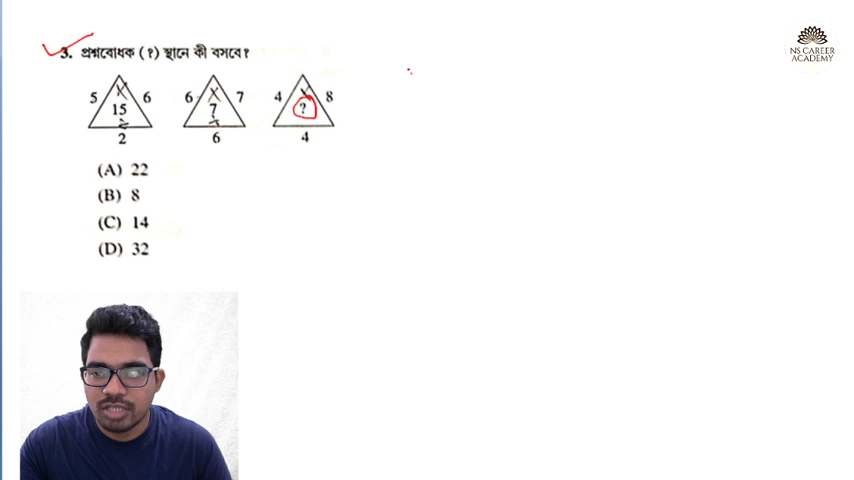 NS CAREER
ACADEMY
3. প্রশ্নবোধক (?) স্থানে কী বসবে?
5 15 6
2
6 7 7
6
4 ? 8
4
(A) 22
(B) 8
(C) 14
(D) 32